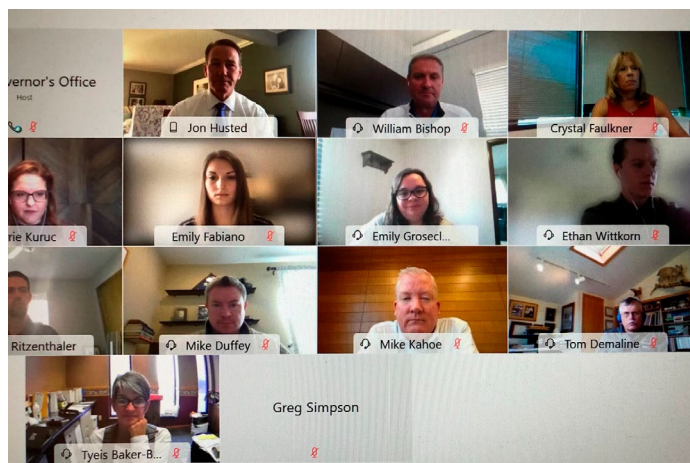 vernor's Office
Host
Jon Husted
William Bishop
Crystal Faulkner
rie Kuruc
Emily Fabiano
Emily Grosecl...
Ethan Wittkorn
Ritzenthaler
Mike Duffey
Mike Kahoe
Tom Demaline
Tyeis Baker-B...
Greg Simpson